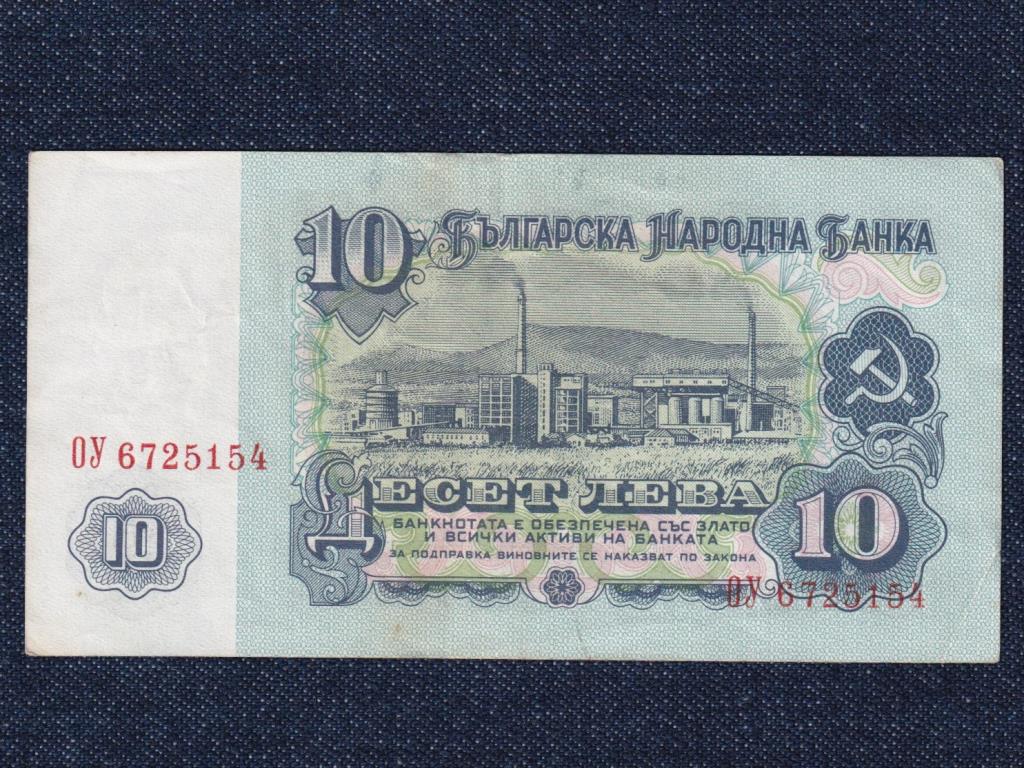 10 БЪЛГАРСКА НАРОДНА БАНКА
ОУ 6725154
10
ДЕСЕТ ЛЕВА
10
БАНКНОТАТА Е ОБЕЗПЕЧЕНА СЪС ЗЛАТО
И ВСИЧКИ АКТИВИ НА БАНКАТА
ЗА ПОДПРАВКА ВИНОВНИТЕ СЕ НАКАЗВАТ ПО ЗАКОНА
ОУ 6725154